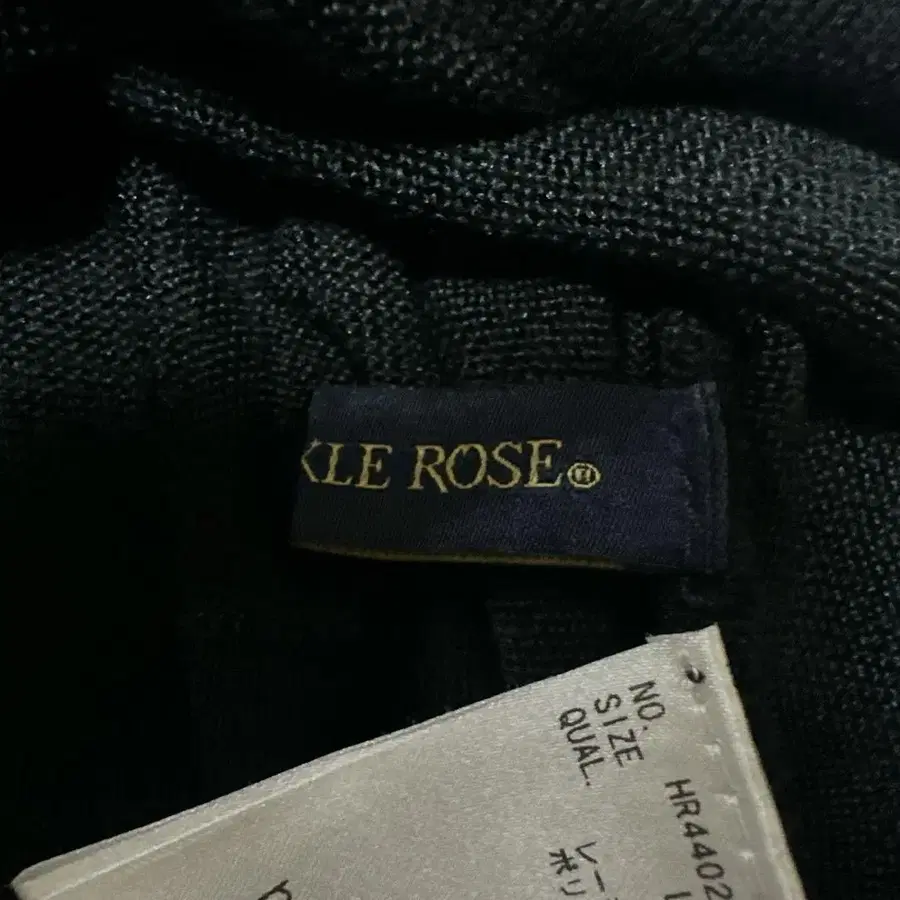 KLE ROSE®
NO. HR4402
SIZE L
QUAL.
レー
ポリ